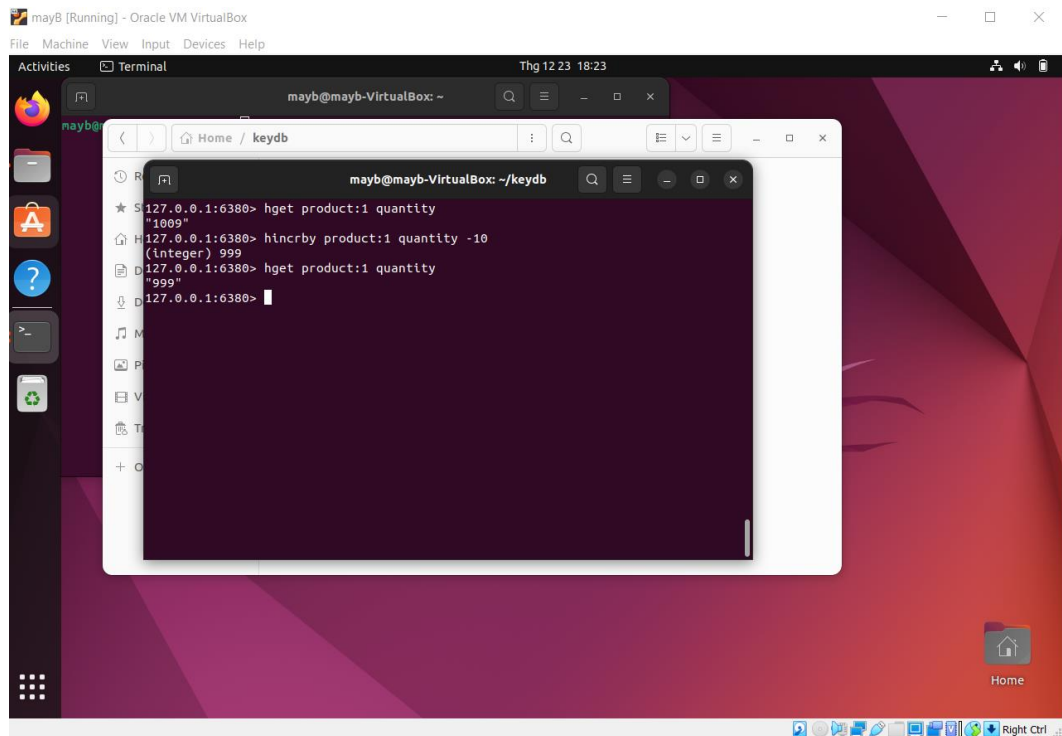 mayB [Running] - Oracle VM VirtualBox
File Machine View Input Devices Help
Activities Terminal Thg 12 23 18:23
mayb@mayb-VirtualBox: ~
mayb@
Home / keydb
mayb@mayb-VirtualBox: ~/keydb
127.0.0.1:6380> hget product:1 quantity
"1009"
127.0.0.1:6380> hincrby product:1 quantity -10
(integer) 999
127.0.0.1:6380> hget product:1 quantity
"999"
127.0.0.1:6380>
Home
Right Ctrl